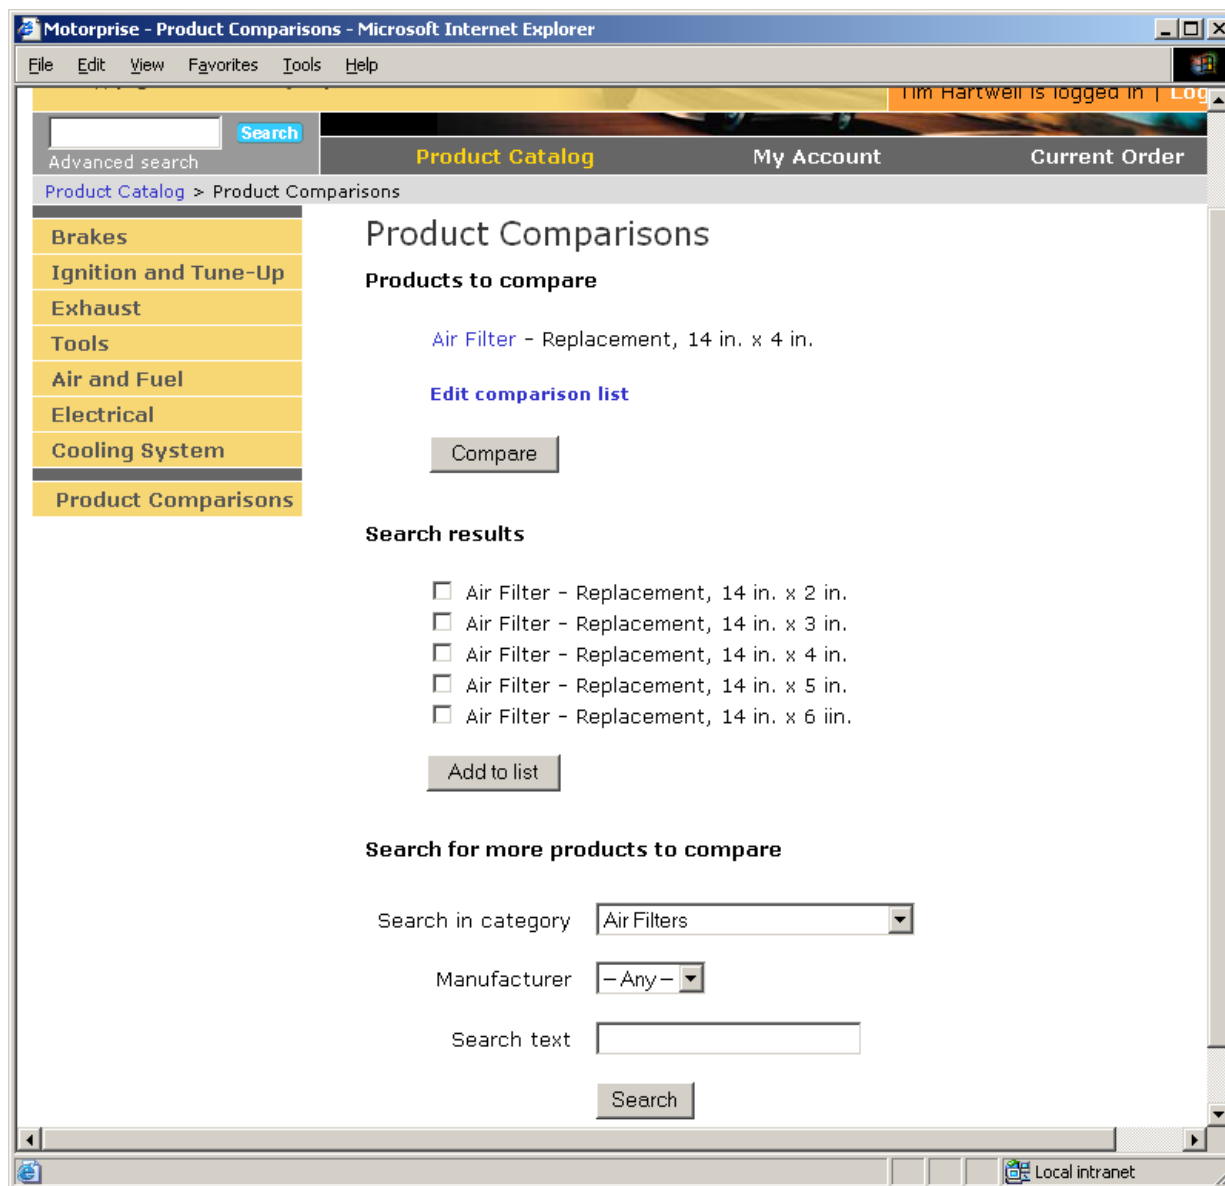 Motorprise - Product Comparisons - Microsoft Internet Explorer
File Edit View Favorites Tools Help
Tim Hartwell is logged in | Log
Search
Advanced search
Product Catalog My Account Current Order
Product Catalog > Product Comparisons
Brakes
Ignition and Tune-Up
Exhaust
Tools
Air and Fuel
Electrical
Cooling System
Product Comparisons
Product Comparisons
Products to compare
Air Filter - Replacement, 14 in. x 4 in.
Edit comparison list
Compare
Search results
Air Filter - Replacement, 14 in. x 2 in.
Air Filter - Replacement, 14 in. x 3 in.
Air Filter - Replacement, 14 in. x 4 in.
Air Filter - Replacement, 14 in. x 5 in.
Air Filter - Replacement, 14 in. x 6 iin.
Add to list
Search for more products to compare
Search in category Air Filters
Manufacturer – Any –
Search text
Search
Local intranet